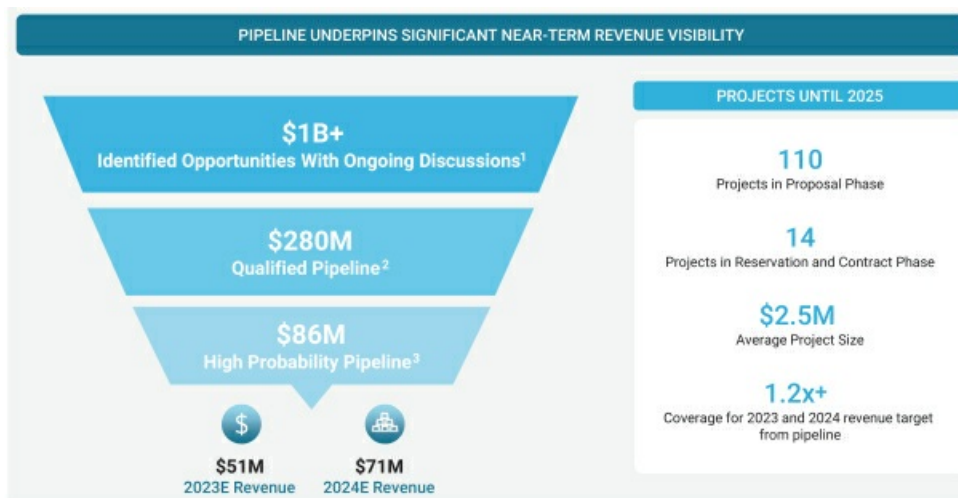 PIPELINE UNDERPINS SIGNIFICANT NEAR-TERM REVENUE VISIBILITY
$1B+
Identified Opportunities With Ongoing Discussions¹
$280M
Qualified Pipeline²
$86M
High Probability Pipeline³
$
$51M
2023E Revenue
$71M
2024E Revenue
PROJECTS UNTIL 2025
110
Projects in Proposal Phase
14
Projects in Reservation and Contract Phase
$2.5M
Average Project Size
1.2x+
Coverage for 2023 and 2024 revenue target
from pipeline